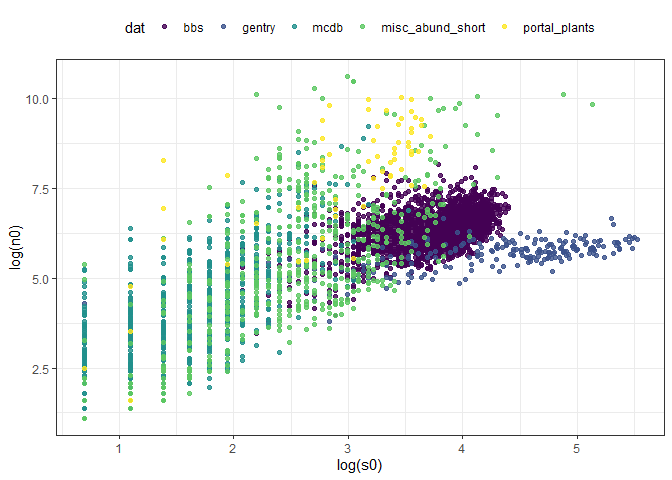 dat bbs gentry mcdb misc_abund_short portal_plants
10.0
7.5
5.0
2.5
log(n0)
1 2 3 4 5
log(s0)